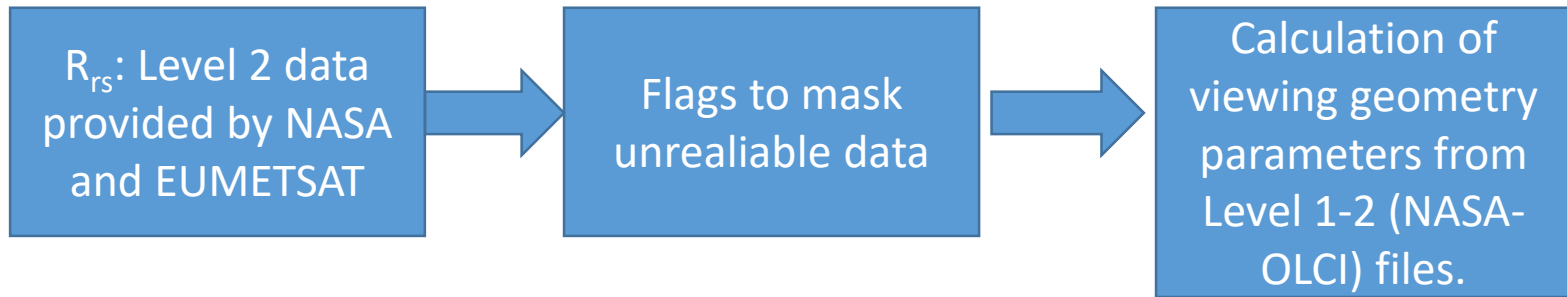 R_rs: Level 2 data
provided by NASA
and EUMETSAT
Flags to mask
unrealiable data
Calculation of
viewing geometry
parameters from
Level 1-2 (NASA-
OLCI) files.